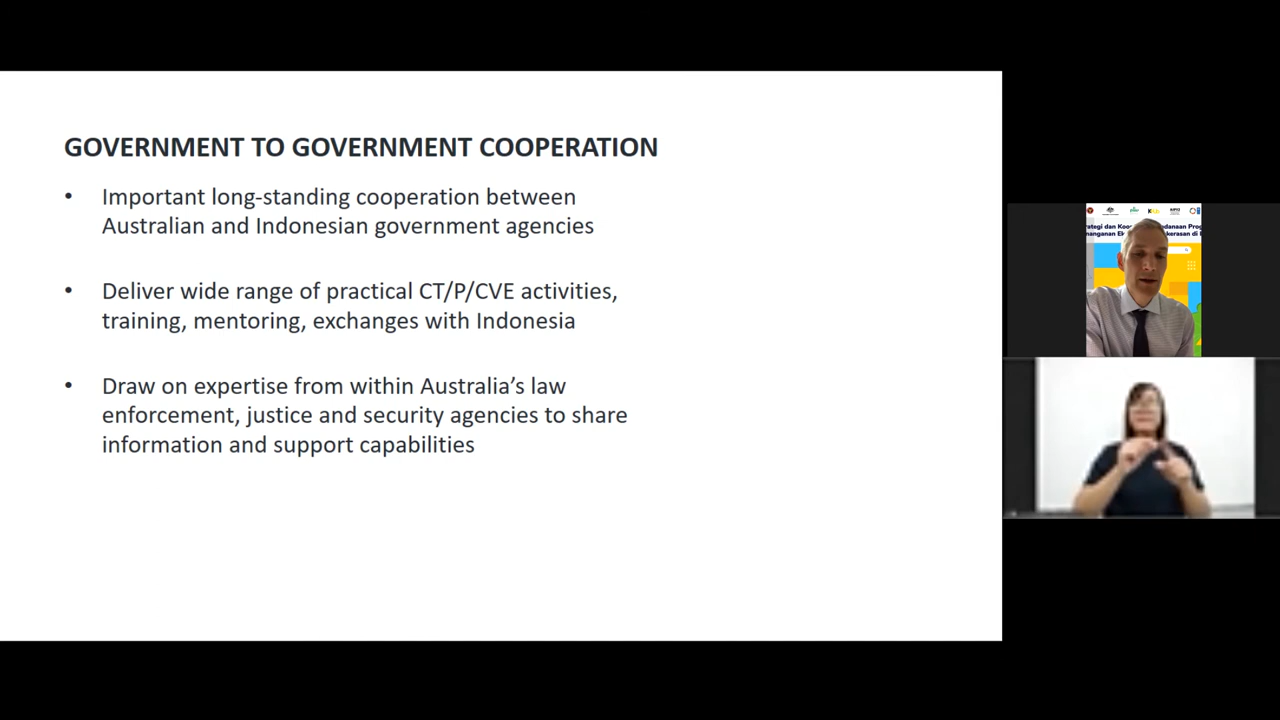 GOVERNMENT TO GOVERNMENT COOPERATION
• Important long-standing cooperation between
Australian and Indonesian government agencies
• Deliver wide range of practical CT/P/CVE activities,
training, mentoring, exchanges with Indonesia
• Draw on expertise from within Australia’s law
enforcement, justice and security agencies to share
information and support capabilities